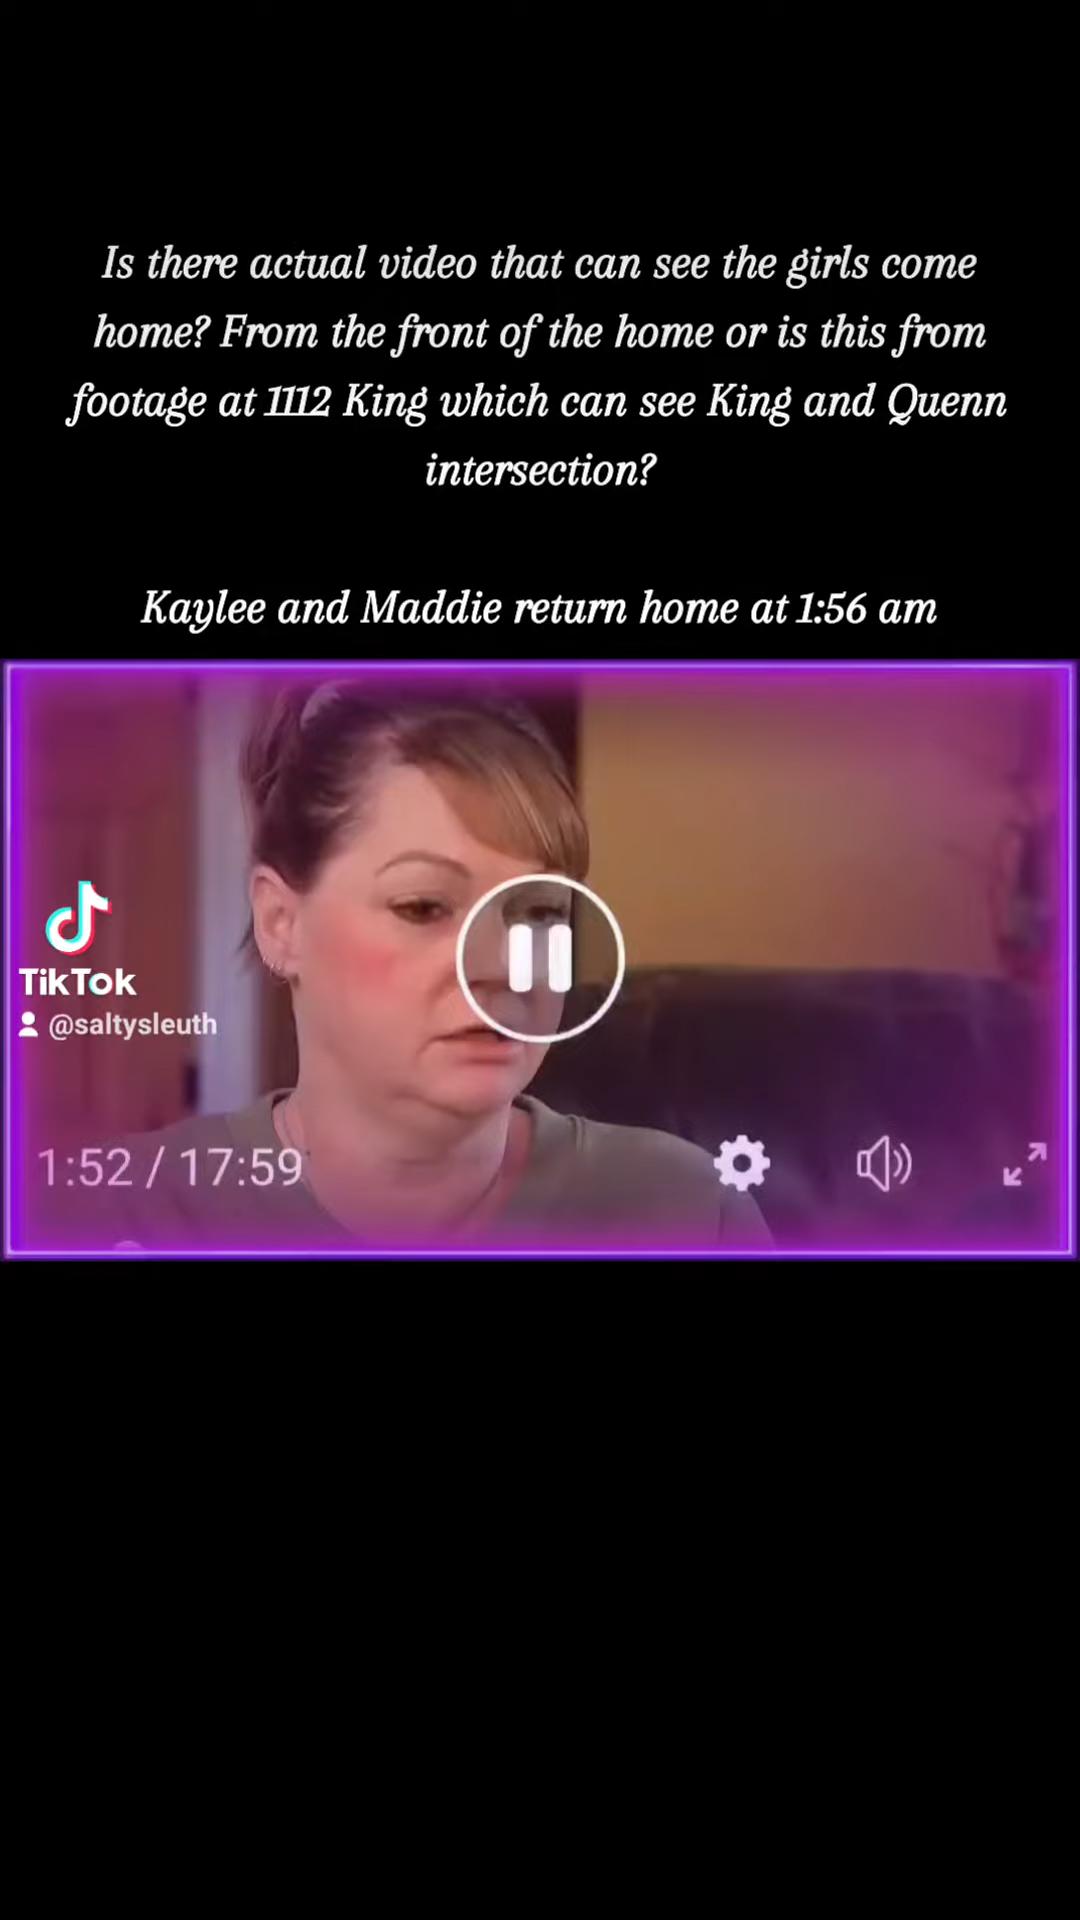 Is there actual video that can see the girls come
home? From the front of the home or is this from
footage at 1112 King which can see King and Quenn
intersection?
Kaylee and Maddie return home at 1:56 am
TikTok
@saltysleuth
1:52 / 17:59